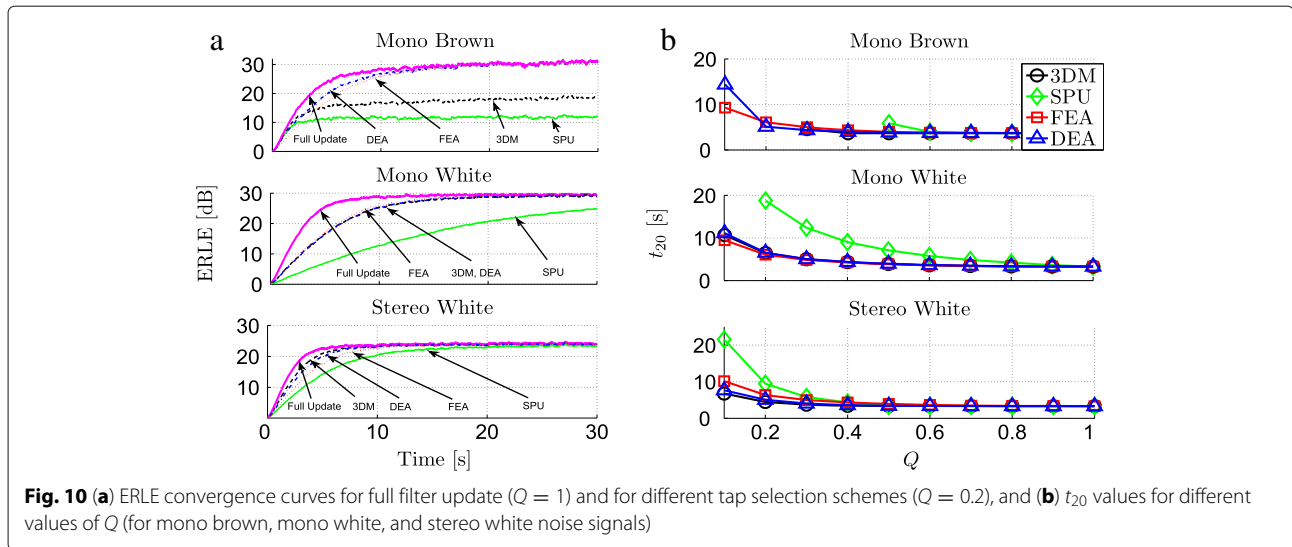 a
Mono Brown
30
20
10
0
Full Update
DEA
FEA
3DM
SPU
Mono White
30
20
10
0
Full Update
FEA
3DM, DEA
SPU
ERLE [dB]
Stereo White
30
20
10
0
Full Update
3DM
DEA
FEA
SPU
0
10
20
30
Time [s]
b
Mono Brown
20
10
0
3DM
SPU
FEA
DEA
Mono White
20
10
0
t20 [s]
Stereo White
20
10
0
0.2
0.4
0.6
0.8
1
Q
Fig. 10 (a) ERLE convergence curves for full filter update (Q = 1) and for different tap selection schemes (Q = 0.2), and (b) t20 values for different
values of Q (for mono brown, mono white, and stereo white noise signals)